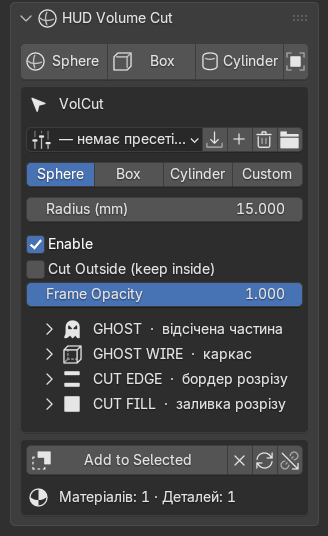 HUD Volume Cut
Sphere Box Cylinder
VolCut
— немає пресеті...
Sphere Box Cylinder Custom
Radius (mm) 15.000
Enable
Cut Outside (keep inside)
Frame Opacity 1.000
GHOST · відсічена частина
GHOST WIRE · каркас
CUT EDGE · бордер розрізу
CUT FILL · заливка розрізу
Add to Selected
Матеріалів: 1 · Деталей: 1